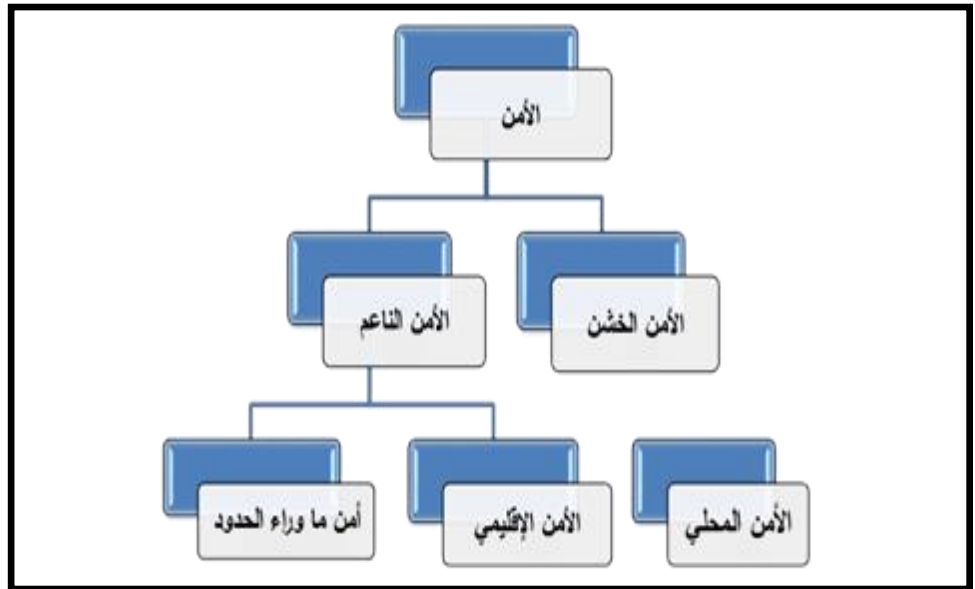 الأمن
الأمن الخشن
الأمن الناعم
الأمن المحلي
الأمن الإقليمي
أمن ما وراء الحدود